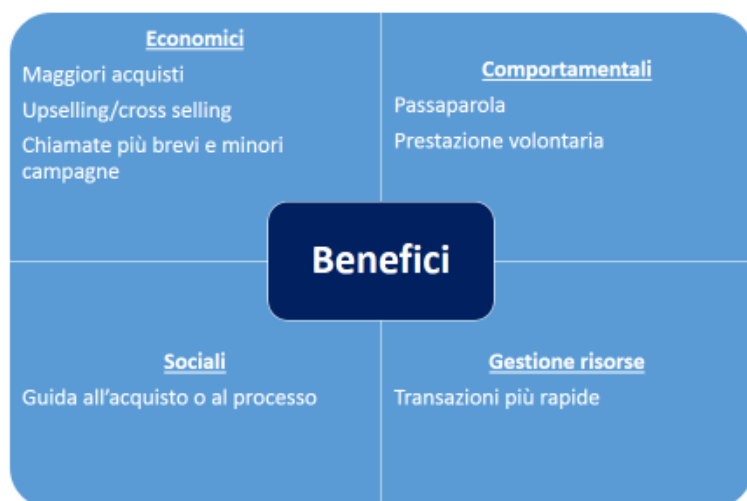 Economici
Maggiori acquisti
Upselling/cross selling
Chiamate più brevi e minori
campagne
Comportamentali
Passaparola
Prestazione volontaria
Benefici
Sociali
Guida all'acquisto o al processo
Gestione risorse
Transazioni più rapide